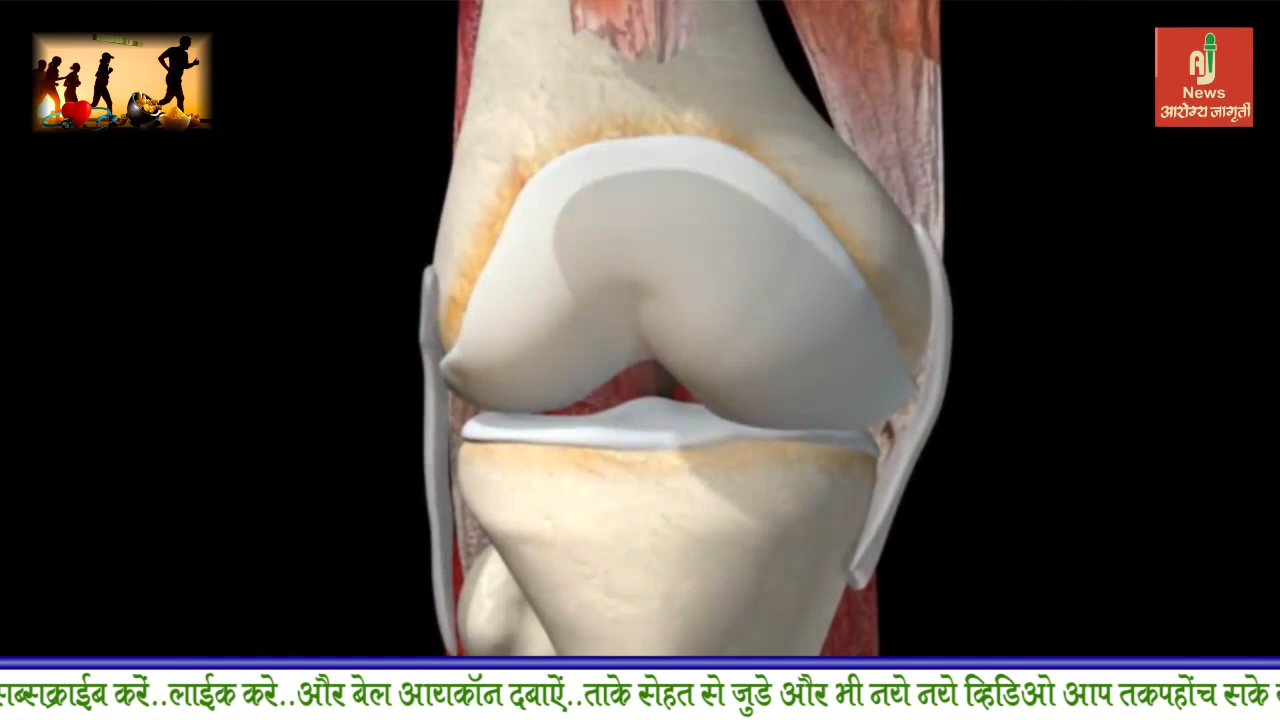 AJ
News
आरोग्य जागृती
सब्सक्राईब करें..लाईक करे..और बेल आयकॉन दबाऐं..ताके सेहत से जुडे और भी नये नये व्हिडिओ आप तकपहोंच सके